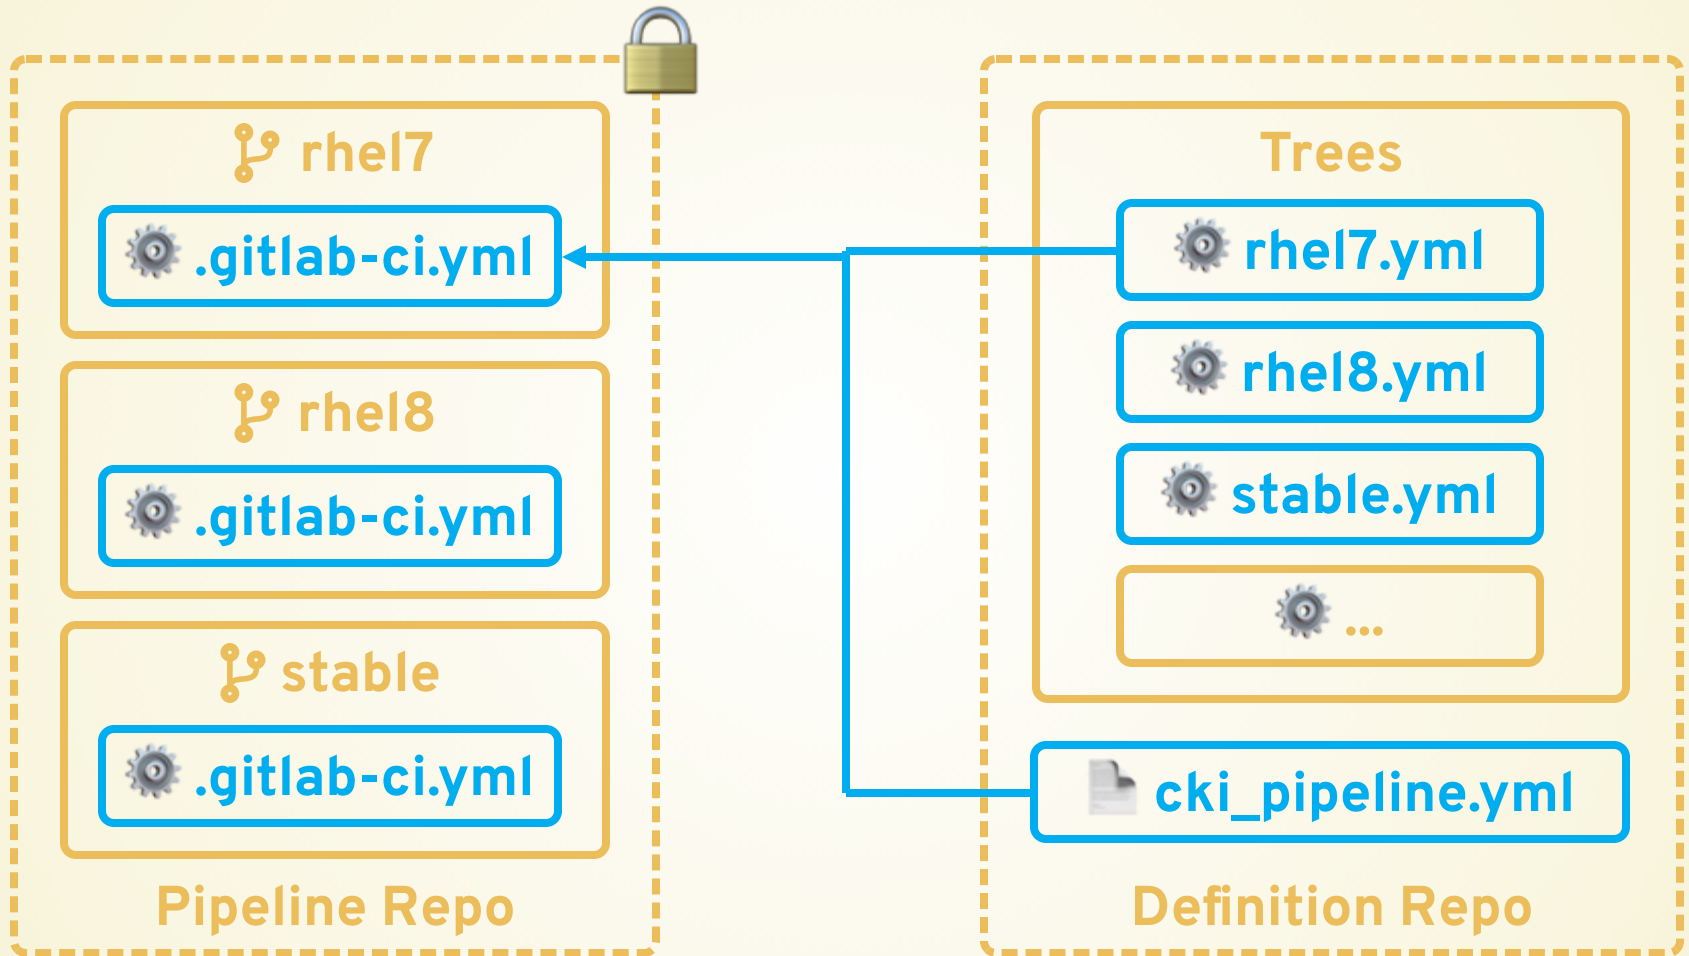 rhel7
.gitlab-ci.yml
rhel8
.gitlab-ci.yml
stable
.gitlab-ci.yml
Pipeline Repo
Trees
rhel7.yml
rhel8.yml
stable.yml
...
cki_pipeline.yml
Definition Repo